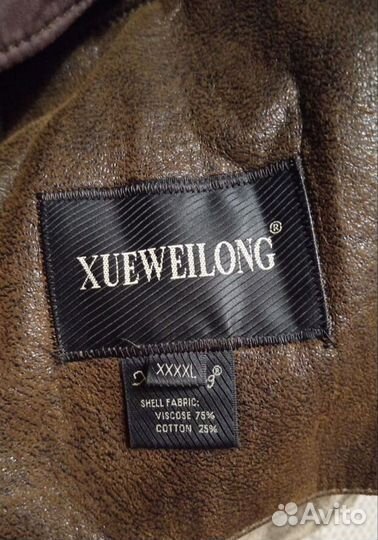 XUEWEILONG®
XXXXL ®
SHELL FABRIC:
VISCOSE 75%
COTTON 25%
Avito